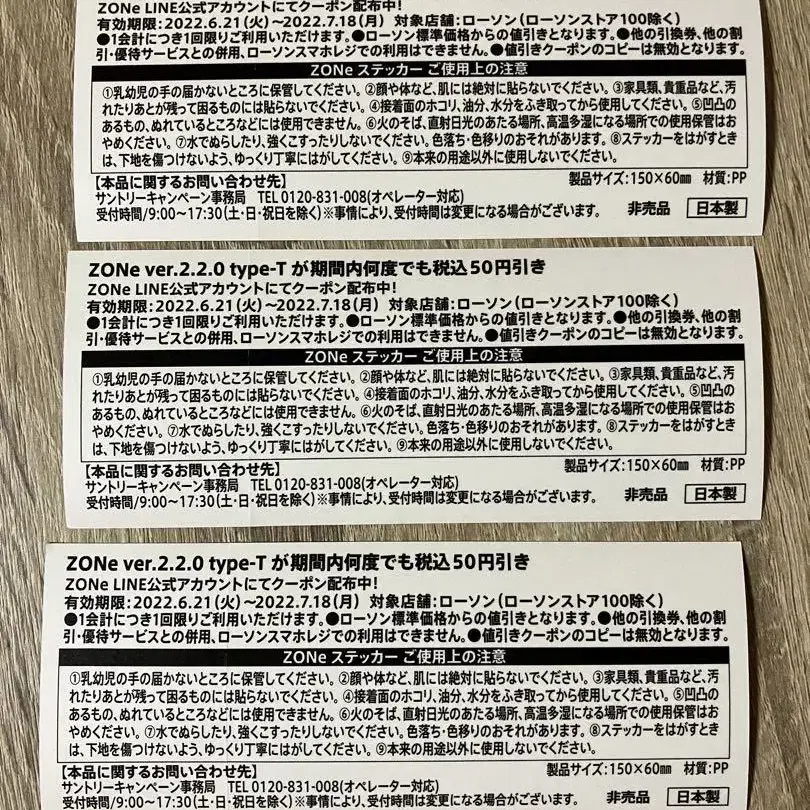 ZONe LINE公式アカウントにてクーポン配布中!
有効期限:2022.6.21(火)~2022.7.18(月) 対象店舗:ローソン(ローソンストア100除く)
●1会計につき1回限りご利用いただけます。●ローソン標準価格からの値引きとなります。●他の引換券、他の割
引・優待サービスとの併用、ローソンスマホレジでの利用はできません。●値引きクーポンのコピーは無効となります。
ZONe ステッカー ご使用上の注意
①乳幼児の手の届かないところに保管してください。②顔や体など、肌には絶対に貼らないでください。③家具類、貴重品など、汚
れたりあとが残って困るものには貼らないでください。④接着面のホコリ、油分、水分をふき取ってから使用してください。⑤凹凸の
あるもの、ぬれているところなどには使用できません。⑥火のそば、直射日光のあたる場所、高温多湿になる場所での使用保管はお
やめください。⑦水でぬらしたり、強くこすったりしないでください。色落ち・色移りのおそれがあります。⑧ステッカーをはがすとき
は、下地を傷つけないよう、ゆっくり丁寧にはがしてください。⑨本来の用途以外に使用しないでください。
【本品に関するお問い合わせ先】 製品サイズ:150×60㎜ 材質:PP
サントリーキャンペーン事務局 TEL 0120-831-008(オペレーター対応)
受付時間/9:00~17:30(土・日・祝日を除く)※事情により、受付時間は変更になる場合がございます。 非売品 日本製
ZONe ver.2.2.0 type-T が期間内何度でも税込50円引き
ZONe LINE公式アカウントにてクーポン配布中!
有効期限:2022.6.21(火)~2022.7.18(月) 対象店舗:ローソン(ローソンストア100除く)
●1会計につき1回限りご利用いただけます。●ローソン標準価格からの値引きとなります。●他の引換券、他の割
引・優待サービスとの併用、ローソンスマホレジでの利用はできません。●値引きクーポンのコピーは無効となります。
ZONe ステッカー ご使用上の注意
①乳幼児の手の届かないところに保管してください。②顔や体など、肌には絶対に貼らないでください。③家具類、貴重品など、汚
れたりあとが残って困るものには貼らないでください。④接着面のホコリ、油分、水分をふき取ってから使用してください。⑤凹凸の
あるもの、ぬれているところなどには使用できません。⑥火のそば、直射日光のあたる場所、高温多湿になる場所での使用保管はお
やめください。⑦水でぬらしたり、強くこすったりしないでください。色落ち・色移りのおそれがあります。⑧ステッカーをはがすとき
は、下地を傷つけないよう、ゆっくり丁寧にはがしてください。⑨本来の用途以外に使用しないでください。
【本品に関するお問い合わせ先】 製品サイズ:150×60㎜ 材質:PP
サントリーキャンペーン事務局 TEL 0120-831-008(オペレーター対応)
受付時間/9:00~17:30(土・日・祝日を除く)※事情により、受付時間は変更になる場合がございます。 非売品 日本製
ZONe ver.2.2.0 type-T が期間内何度でも税込50円引き
ZONe LINE公式アカウントにてクーポン配布中!
有効期限:2022.6.21(火)~2022.7.18(月) 対象店舗:ローソン(ローソンストア100除く)
●1会計につき1回限りご利用いただけます。●ローソン標準価格からの値引きとなります。●他の引換券、他の割
引・優待サービスとの併用、ローソンスマホレジでの利用はできません。●値引きクーポンのコピーは無効となります。
ZONe ステッカー ご使用上の注意
①乳幼児の手の届かないところに保管してください。②顔や体など、肌には絶対に貼らないでください。③家具類、貴重品など、汚
れたりあとが残って困るものには貼らないでください。④接着面のホコリ、油分、水分をふき取ってから使用してください。⑤凹凸の
あるもの、ぬれているところなどには使用できません。⑥火のそば、直射日光のあたる場所、高温多湿になる場所での使用保管はお
やめください。⑦水でぬらしたり、強くこすったりしないでください。色落ち・色移りのおそれがあります。⑧ステッカーをはがすとき
は、下地を傷つけないよう、ゆっくり丁寧にはがしてください。⑨本来の用途以外に使用しないでください。
【本品に関するお問い合わせ先】 製品サイズ:150×60㎜ 材質:PP
サントリーキャンペーン事務局 TEL 0120-831-008(オペレーター対応)
受付時間/9:00~17:30(土・日・祝日を除く)※事情により、受付時間は変更になる場合がございます。 非売品 日本製